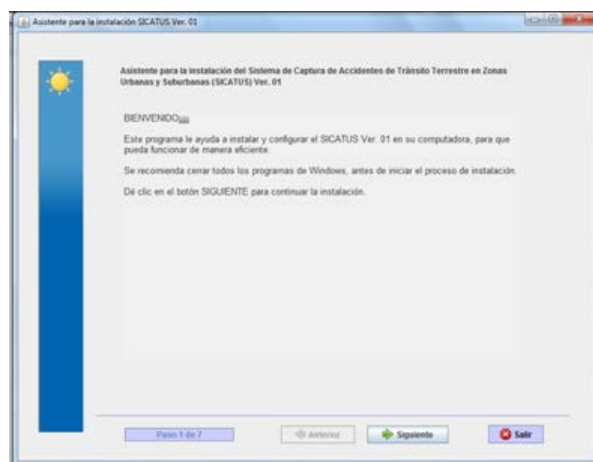 Asistente para la instalación SICATUS Ver. 01
Asistente para la instalación del Sistema de Captura de Accidentes de Tránsito Terrestre en Zonas
Urbanas y Suburbanas (SICATUS) Ver. 01
BIENVENIDO
Este programa le ayuda a instalar y configurar el SICATUS Ver. 01 en su computadora, para que
pueda funcionar de manera eficiente.
Se recomienda cerrar todos los programas de Windows, antes de iniciar el proceso de instalación.
Dé clic en el botón SIGUIENTE para continuar la instalación.
Paso 1 de 7
Anterior
Siguiente
Salir